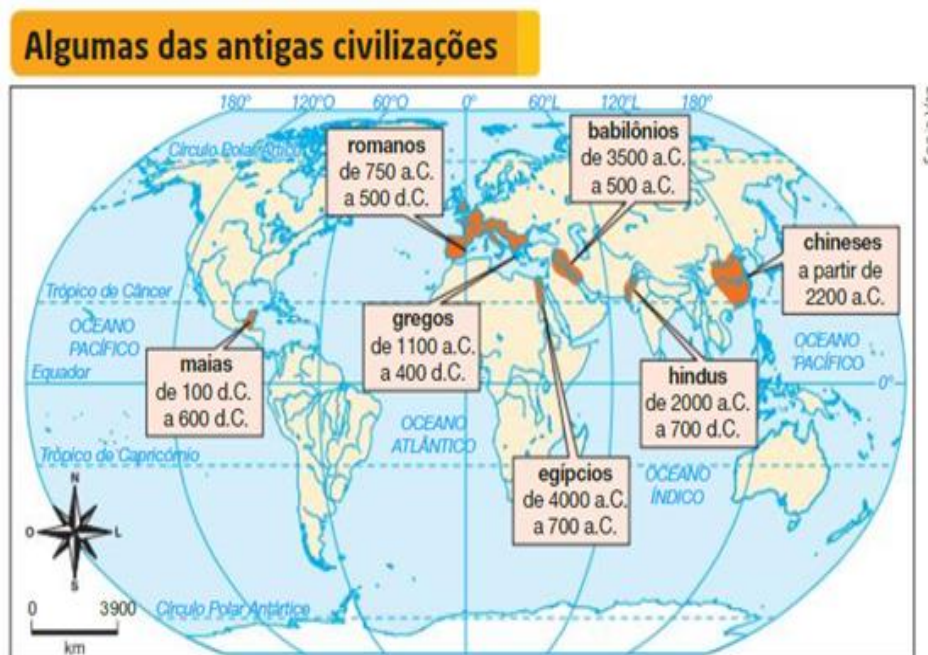 Algumas das antigas civilizações
180° 120°O 60°O 0° 60°L 120°L 180°
Círculo Polar Ártico
romanos
de 750 a.C.
a 500 d.C.
babilônios
de 3500 a.C.
a 500 a.C.
chineses
a partir de
2200 a.C.
Trópico de Câncer
OCEANO
PACÍFICO
gregos
de 1100 a.C.
a 400 d.C.
OCEANO
PACÍFICO
maias
de 100 d.C.
a 600 d.C.
hindus
de 2000 a.C.
a 700 d.C.
Equador
0°
OCEANO
ATLÂNTICO
Trópico de Capricórnio
egípcios
de 4000 a.C.
a 700 a.C.
OCEANO
ÍNDICO
N
O L
S
Círculo Polar Antártico
0 3900
km